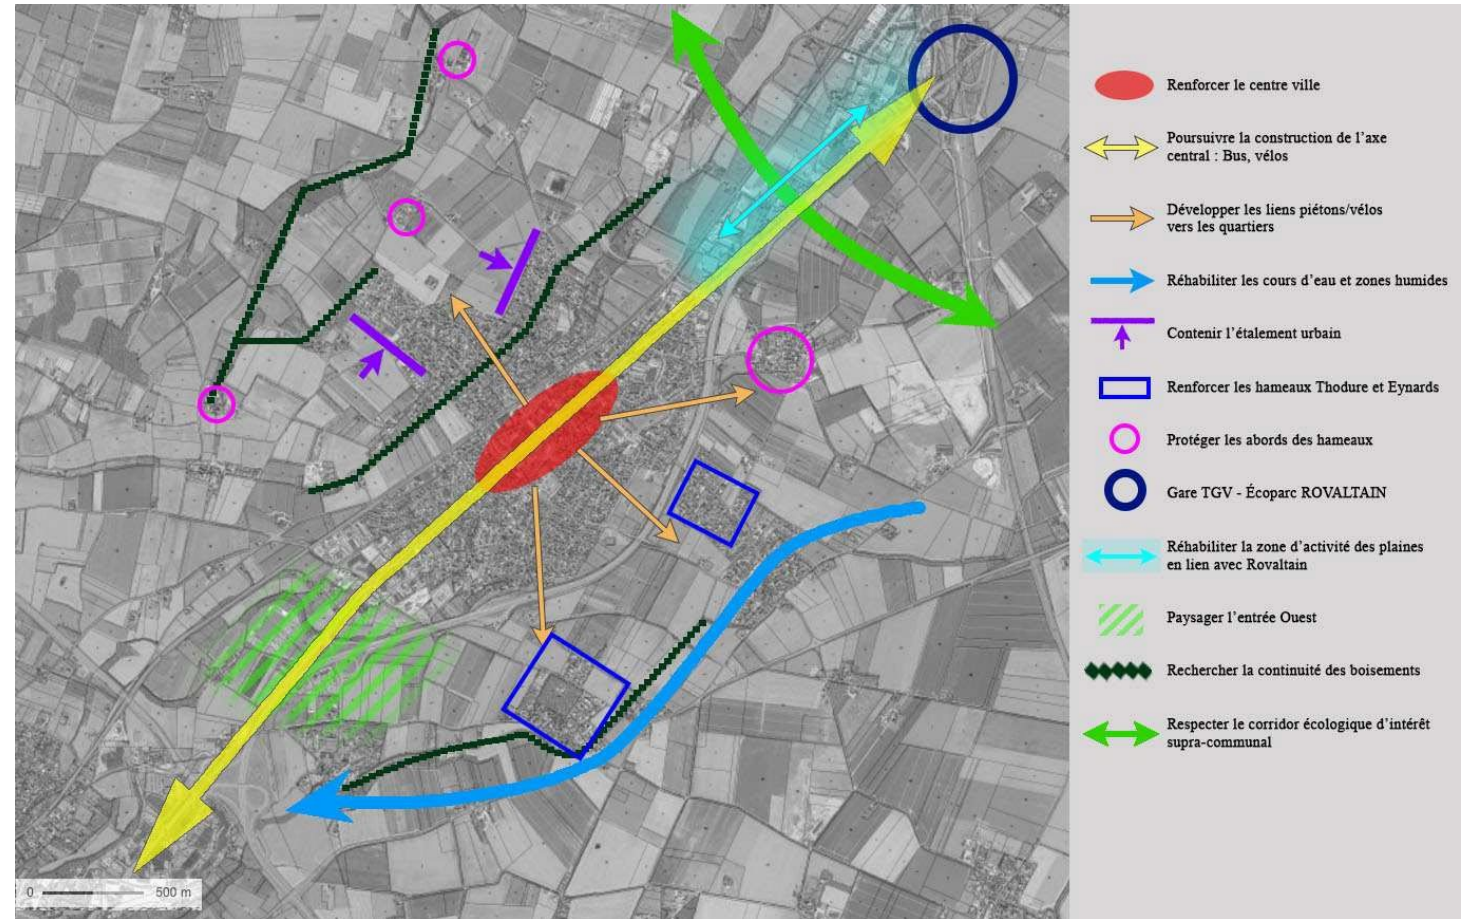 Renforcer le centre ville
Poursuivre la construction de l'axe
central : Bus, vélos
Développer les liens piétons/vélos
vers les quartiers
Réhabiliter les cours d'eau et zones humides
Contenir l'étalement urbain
Renforcer les hameaux Thodure et Eynards
Protéger les abords des hameaux
Gare TGV - Écoparc ROVALTAIN
Réhabiliter la zone d'activité des plaines
en lien avec Rovaltain
Paysager l'entrée Ouest
Rechercher la continuité des boisements
Respecter le corridor écologique d'intérêt
supra-communal
0 500 m